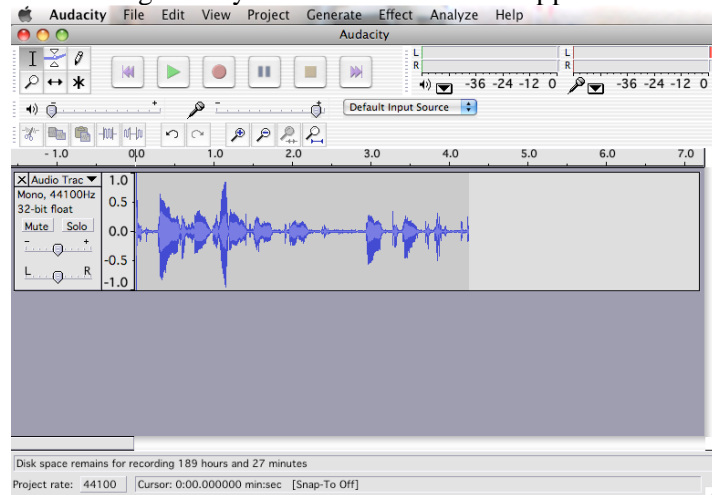 Audacity File Edit View Project Generate Effect Analyze Help
Audacity
L
R
-36 -24 -12 0
L
R
-36 -24 -12 0
Default Input Source
- 1.0 0.0 1.0 2.0 3.0 4.0 5.0 6.0 7.0
X Audio Trac
Mono, 44100Hz
32-bit float
Mute Solo
- +
L R
1.0
0.5
0.0
-0.5
-1.0
Disk space remains for recording 189 hours and 27 minutes
Project rate: 44100 Cursor: 0:00.000000 min:sec [Snap-To Off]